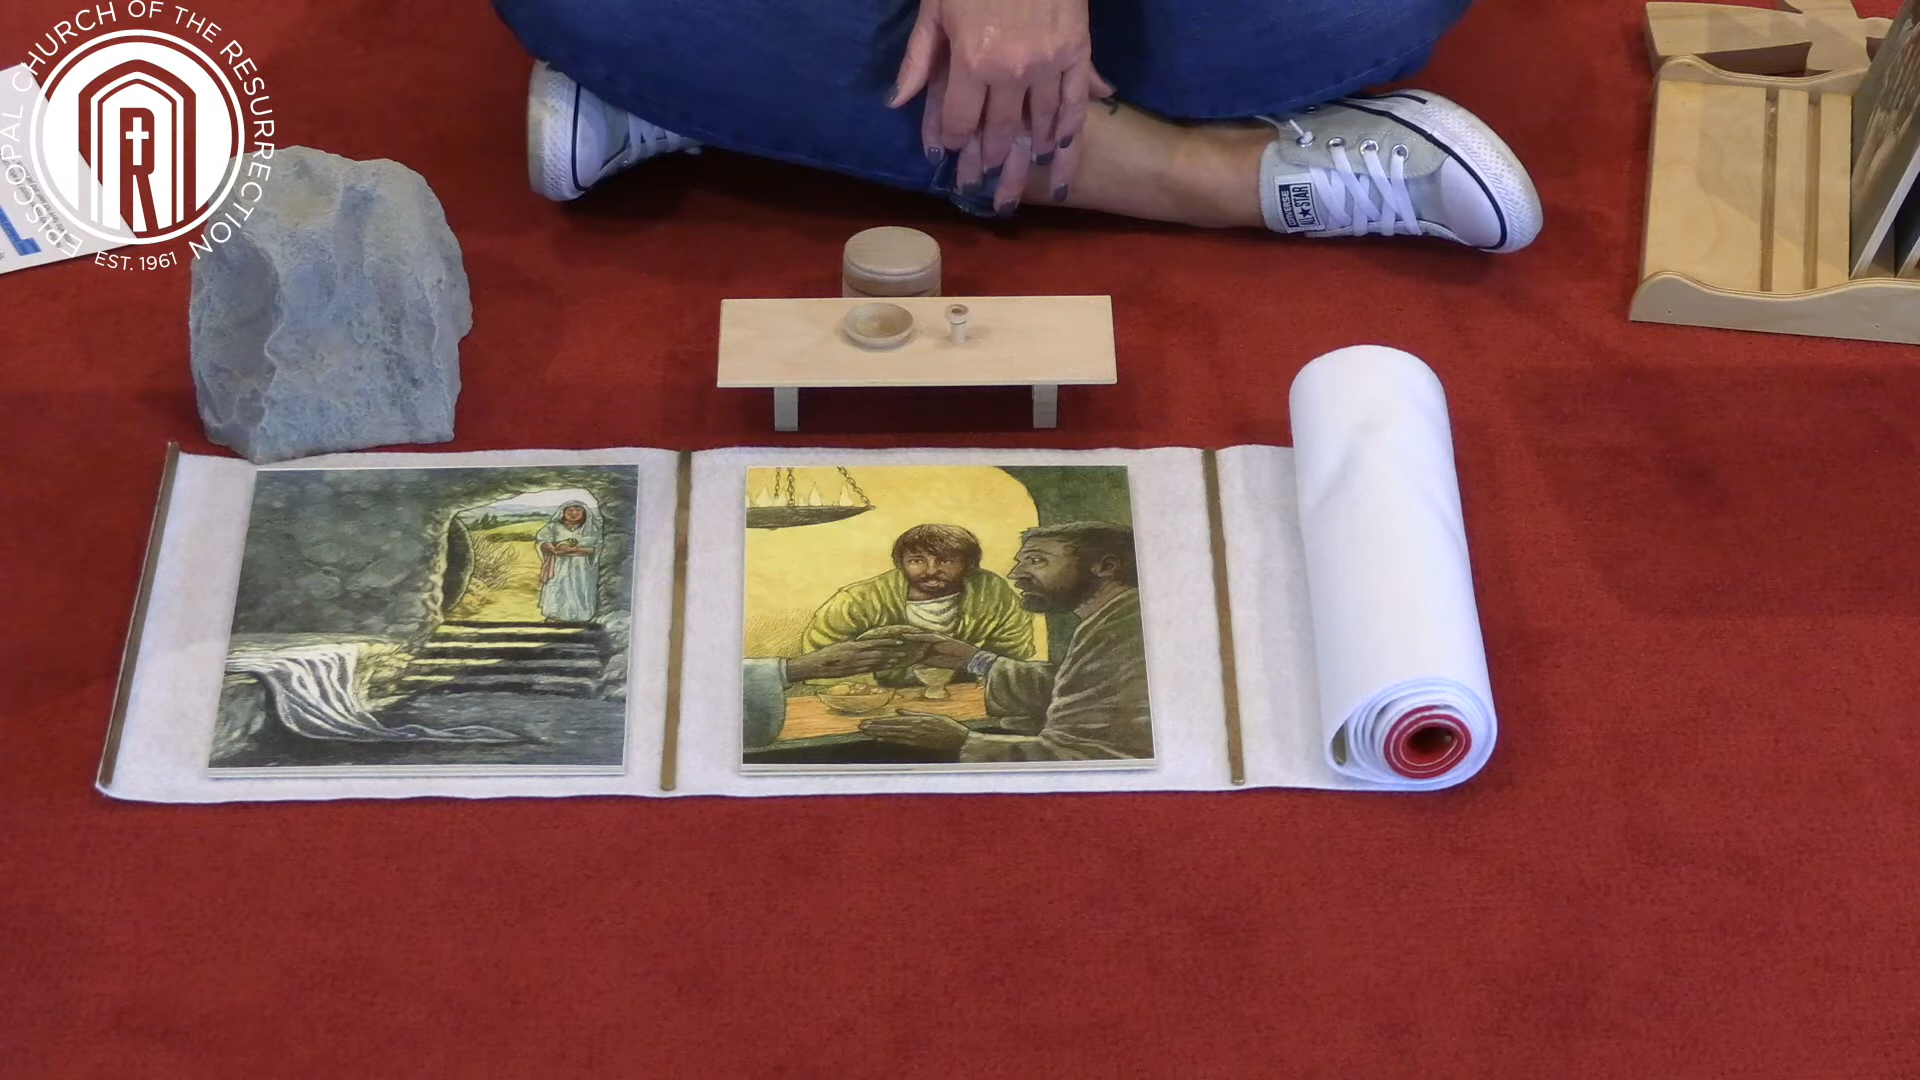 EPISCOPAL CHURCH OF THE RESURRECTION
R
EST. 1961
CONVERSE
ALL★STAR